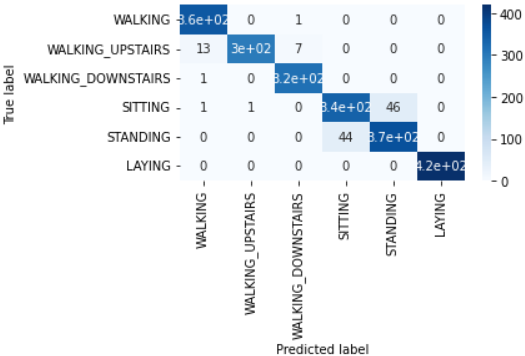 True label
WALKING 3.6e+02 0 1 0 0 0
WALKING_UPSTAIRS 13 3e+02 7 0 0 0
WALKING_DOWNSTAIRS 1 0 3.2e+02 0 0 0
SITTING 1 1 0 3.4e+02 46 0
STANDING 0 0 0 44 3.7e+02 0
LAYING 0 0 0 0 0 4.2e+02
WALKING
WALKING_UPSTAIRS
WALKING_DOWNSTAIRS
SITTING
STANDING
LAYING
Predicted label
400
300
200
100
0